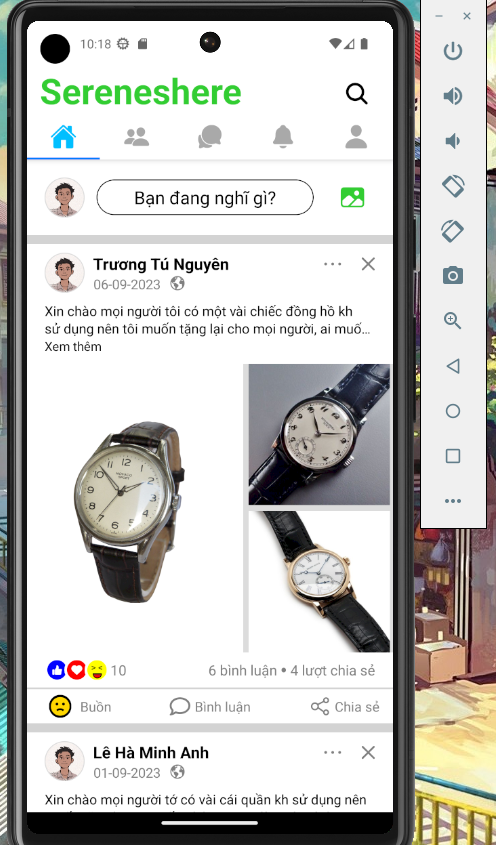 10:18
Sereneshere
Bạn đang nghĩ gì?
Trương Tú Nguyên
06-09-2023
Xin chào mọi người tôi có một vài chiếc đồng hồ kh
sử dụng nên tôi muốn tặng lại cho mọi người, ai muố...
Xem thêm
10
6 bình luận • 4 lượt chia sẻ
Buồn
Bình luận
Chia sẻ
Lê Hà Minh Anh
01-09-2023
Xin chào mọi người tớ có vài cái quần kh sử dụng nên